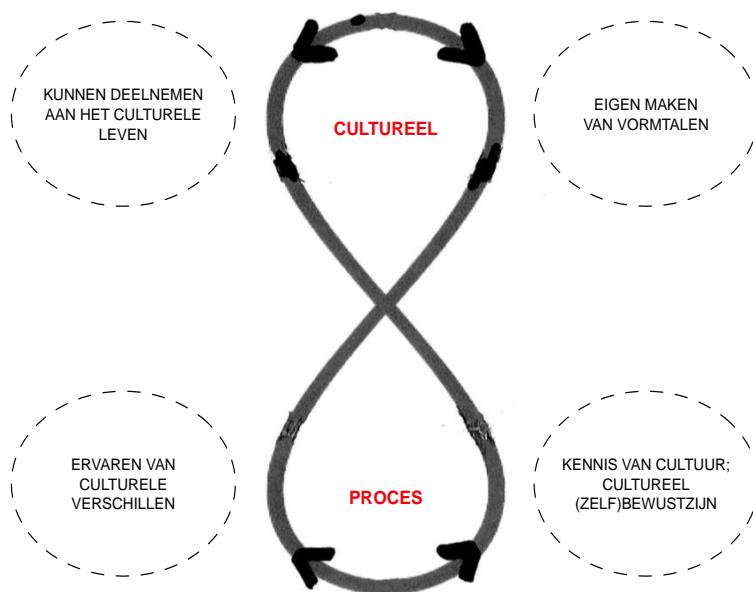 KUNNEN DEELNEMEN
AAN HET CULTURELE
LEVEN
CULTUREEL
EIGEN MAKEN
VAN VORMTALEN
ERVAREN VAN
CULTURELE
VERSCHILLEN
PROCES
KENNIS VAN CULTUUR;
CULTUREEL
(ZELF)BEWUSTZIJN